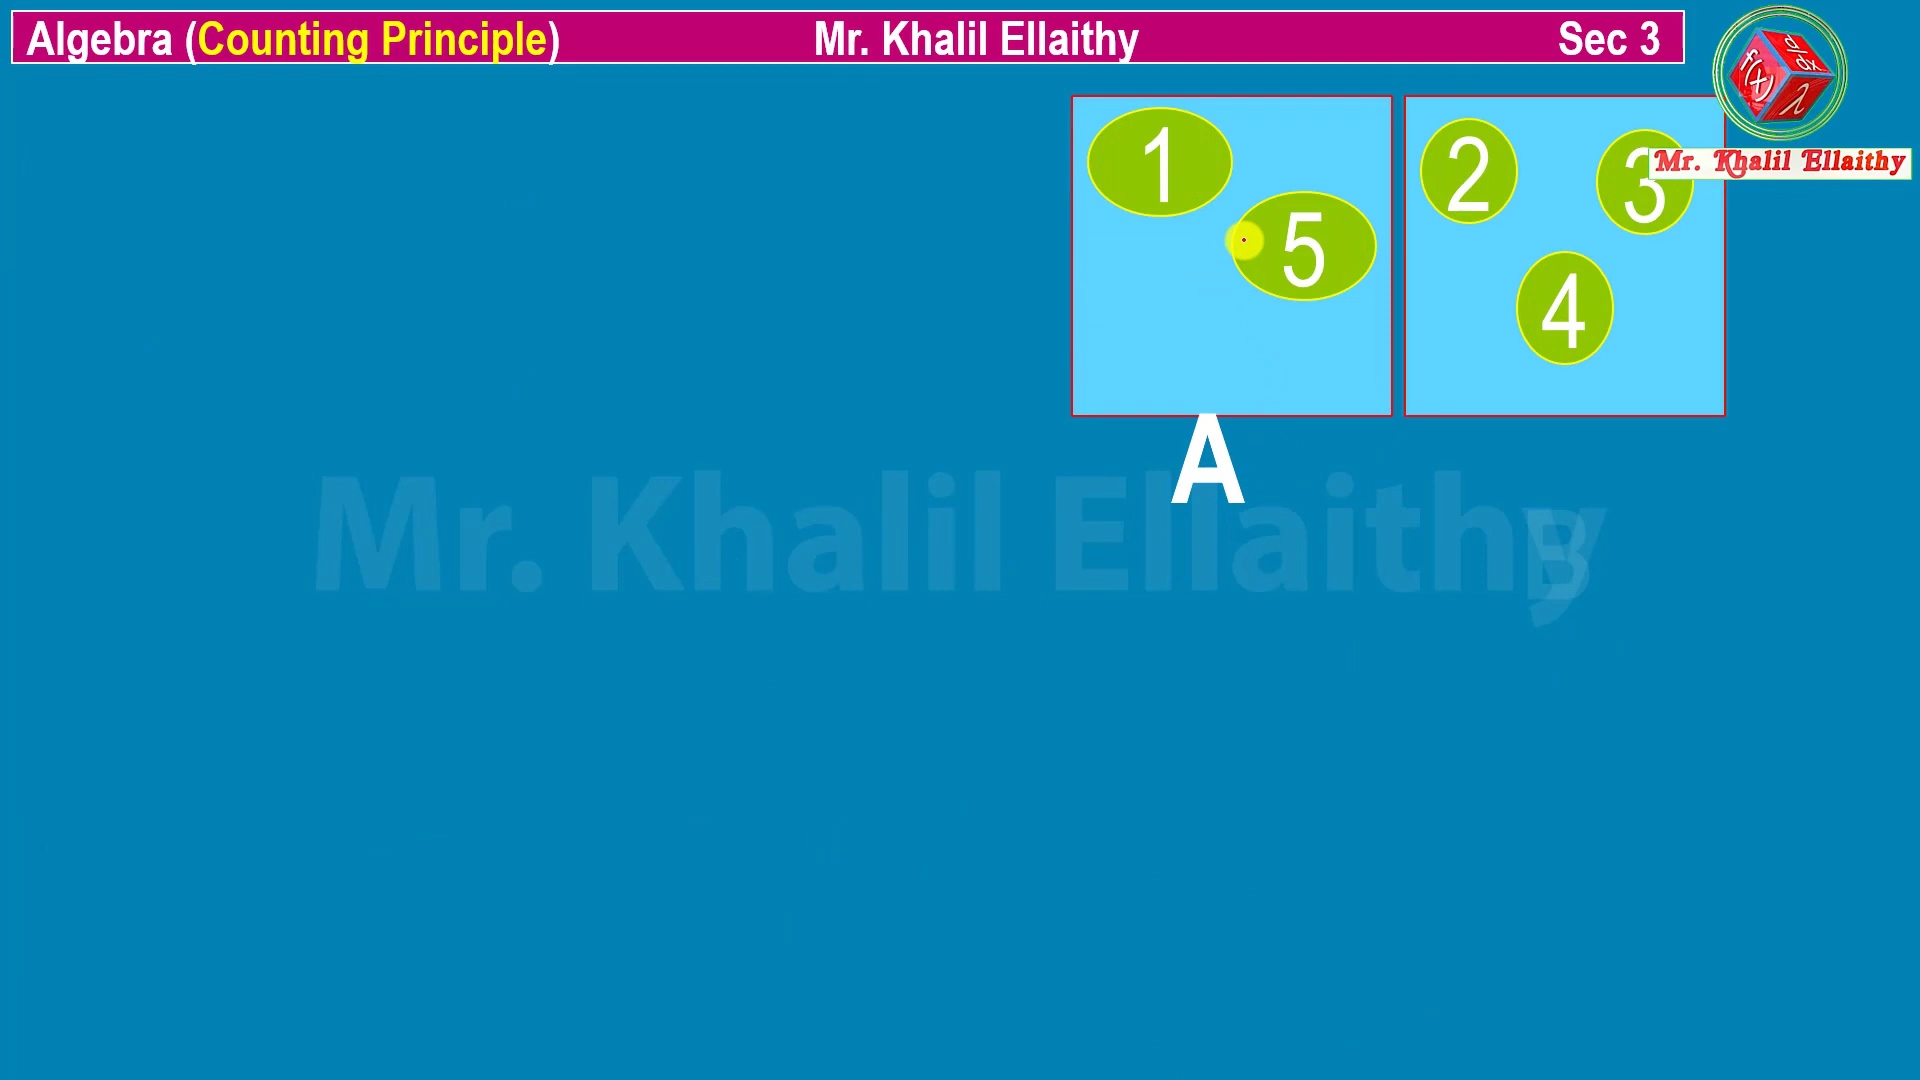 Algebra (Counting Principle) Mr. Khalil Ellaithy Sec 3
f(x) d/dx λ
Mr. Khalil Ellaithy
1 2 3
5
4
A
Mr. Khalil Ellaithy
B